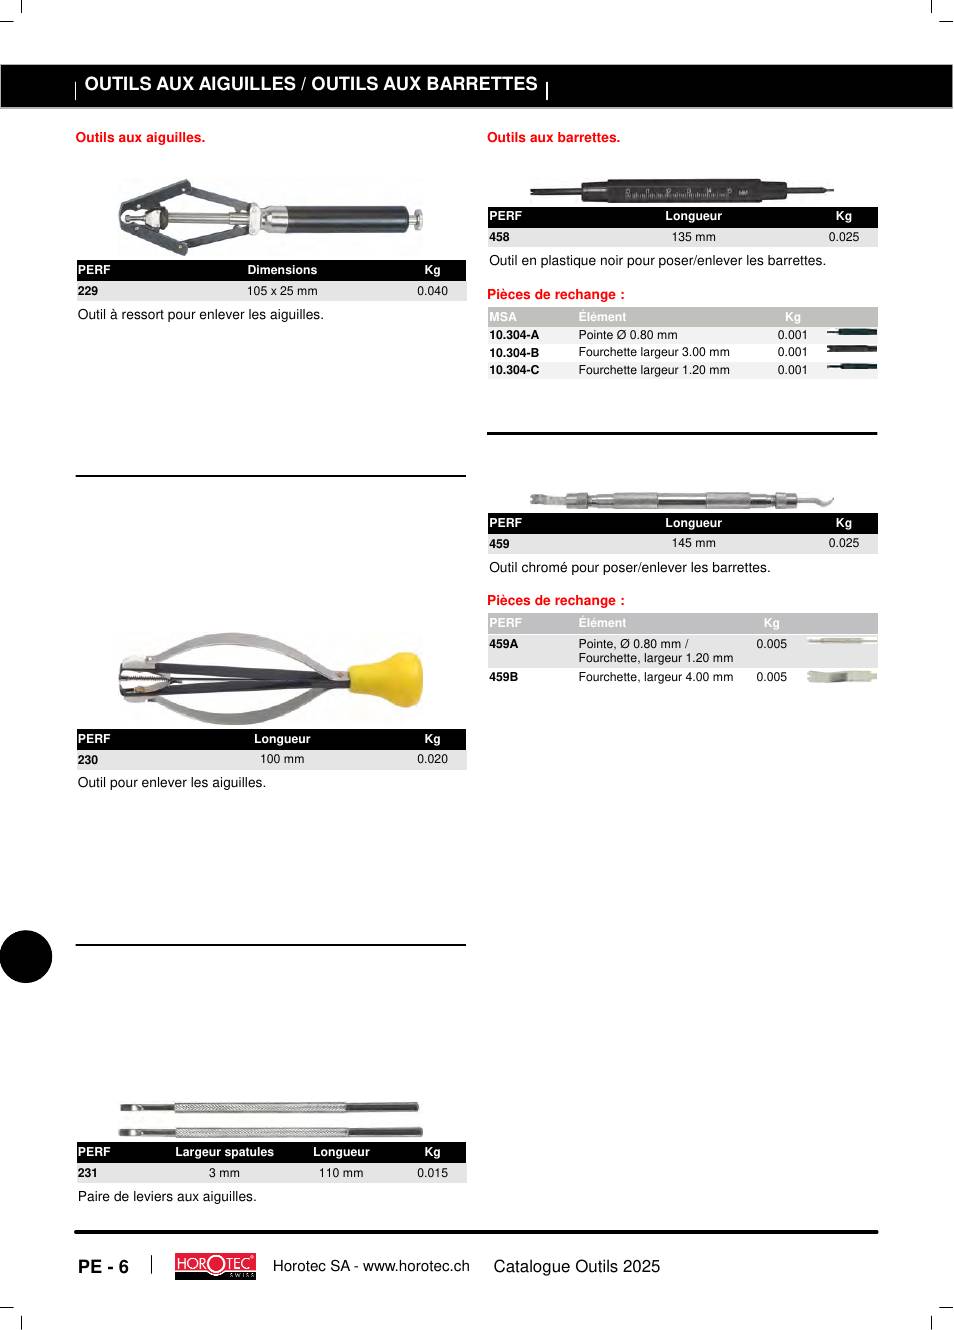 OUTILS AUX AIGUILLES / OUTILS AUX BARRETTES
Outils aux aiguilles.
PERF Dimensions Kg
229 105 x 25 mm 0.040
Outil à ressort pour enlever les aiguilles.
PERF Longueur Kg
230 100 mm 0.020
Outil pour enlever les aiguilles.
PERF Largeur spatules Longueur Kg
231 3 mm 110 mm 0.015
Paire de leviers aux aiguilles.
Outils aux barrettes.
PERF Longueur Kg
458 135 mm 0.025
Outil en plastique noir pour poser/enlever les barrettes.
Pièces de rechange :
MSA Élément Kg
10.304-A Pointe Ø 0.80 mm 0.001
10.304-B Fourchette largeur 3.00 mm 0.001
10.304-C Fourchette largeur 1.20 mm 0.001
PERF Longueur Kg
459 145 mm 0.025
Outil chromé pour poser/enlever les barrettes.
Pièces de rechange :
PERF Élément Kg
459A Pointe, Ø 0.80 mm / 0.005
Fourchette, largeur 1.20 mm
459B Fourchette, largeur 4.00 mm 0.005
PE - 6 HOROTEC® SWISS Horotec SA - www.horotec.ch Catalogue Outils 2025